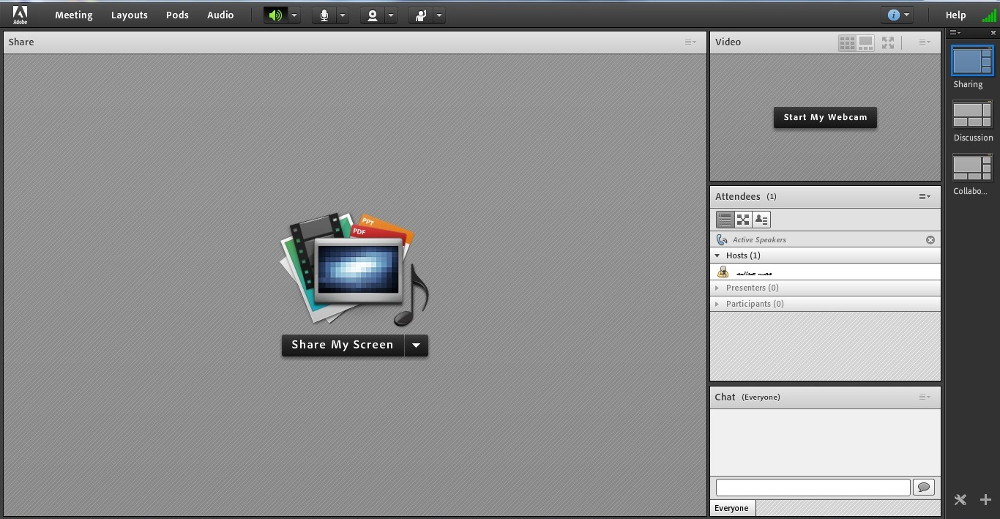 Adobe
Meeting Layouts Pods Audio Help
Share
Video
Start My Webcam
Sharing
Discussion
Collabo...
PPT
PDF
Share My Screen
Attendees (1)
Active Speakers
Hosts (1)
Presenters (0)
Participants (0)
Chat (Everyone)
Everyone